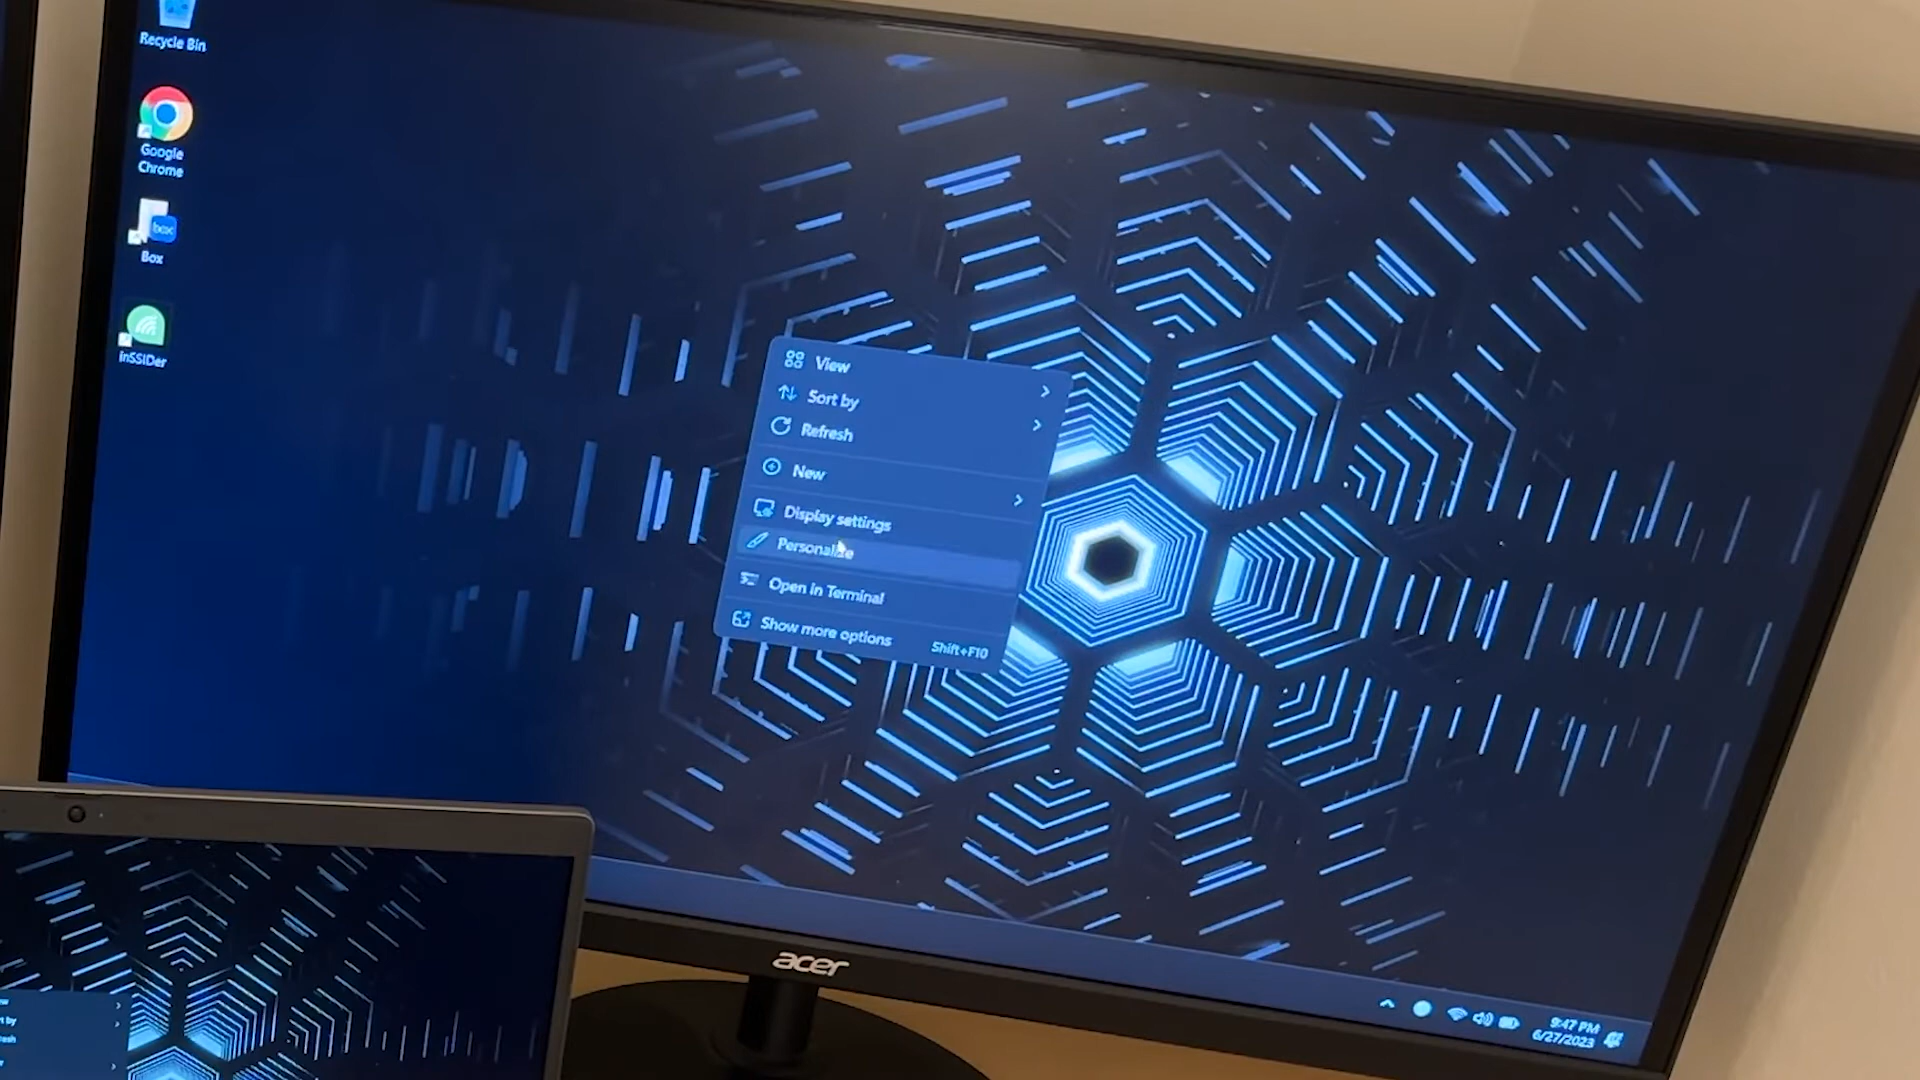 Recycle Bin
Google
Chrome
box
Box
inSSIDer
View
Sort by
Refresh
New
Display settings
Personalize
Open in Terminal
Show more options Shift+F10
acer
9:47 PM
6/27/2023